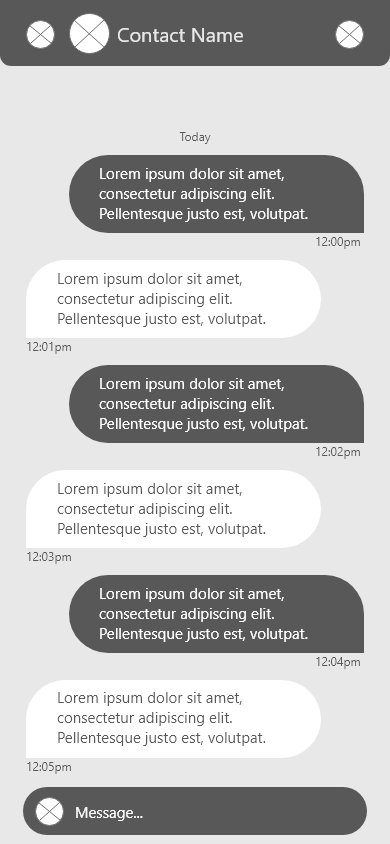 Contact Name
Today
Lorem ipsum dolor sit amet,
consectetur adipiscing elit.
Pellentesque justo est, volutpat.
12:00pm
Lorem ipsum dolor sit amet,
consectetur adipiscing elit.
Pellentesque justo est, volutpat.
12:01pm
Lorem ipsum dolor sit amet,
consectetur adipiscing elit.
Pellentesque justo est, volutpat.
12:02pm
Lorem ipsum dolor sit amet,
consectetur adipiscing elit.
Pellentesque justo est, volutpat.
12:03pm
Lorem ipsum dolor sit amet,
consectetur adipiscing elit.
Pellentesque justo est, volutpat.
12:04pm
Lorem ipsum dolor sit amet,
consectetur adipiscing elit.
Pellentesque justo est, volutpat.
12:05pm
Message...